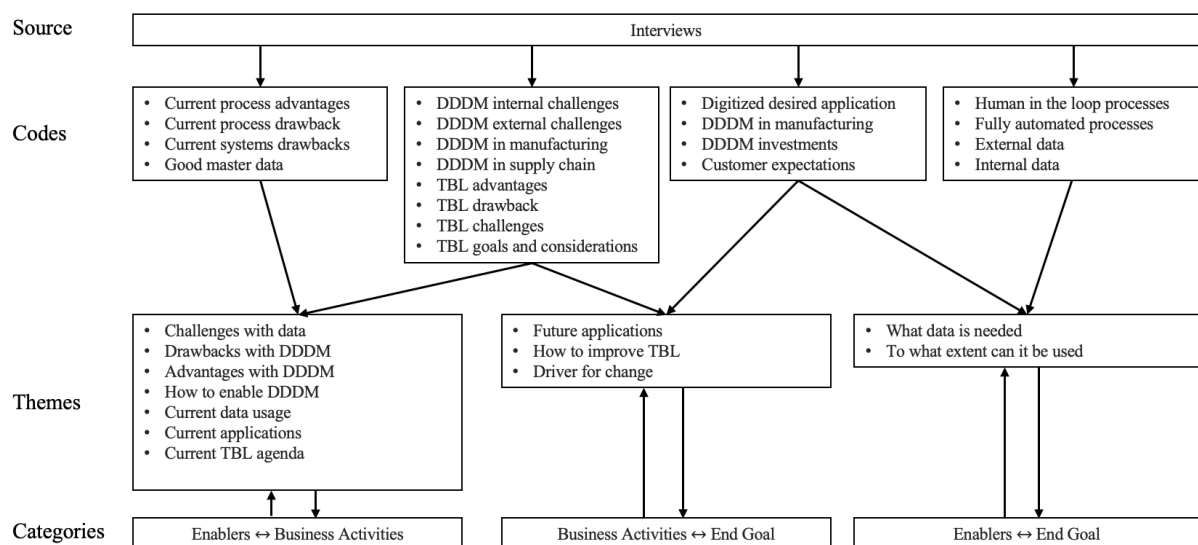 Source
Interviews
Codes
• Current process advantages
• Current process drawback
• Current systems drawbacks
• Good master data
• DDDM internal challenges
• DDDM external challenges
• DDDM in manufacturing
• DDDM in supply chain
• TBL advantages
• TBL drawback
• TBL challenges
• TBL goals and considerations
• Digitized desired application
• DDDM in manufacturing
• DDDM investments
• Customer expectations
• Human in the loop processes
• Fully automated processes
• External data
• Internal data
Themes
• Challenges with data
• Drawbacks with DDDM
• Advantages with DDDM
• How to enable DDDM
• Current data usage
• Current applications
• Current TBL agenda
• Future applications
• How to improve TBL
• Driver for change
• What data is needed
• To what extent can it be used
Categories
Enablers ↔ Business Activities
Business Activities ↔ End Goal
Enablers ↔ End Goal